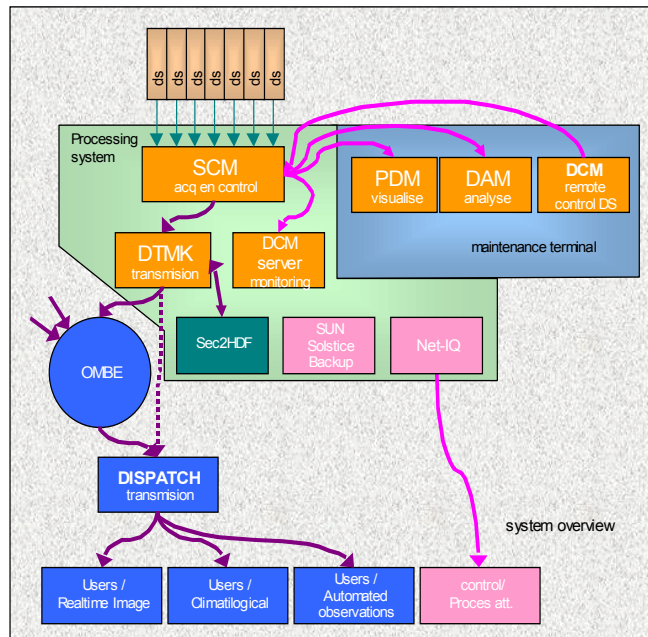 ds ds ds ds ds ds ds
Processing
system
SCM
acq en control
PDM
visualise
DAM
analyse
DCM
remote
control DS
maintenance terminal
DTMK
transmision
DCM
server
monitoring
Sec2HDF
SUN
Solstice
Backup
Net-IQ
OMBE
DISPATCH
transmision
system overview
Users /
Realtime Image
Users /
Climatilogical
Users /
Automated
observations
control/
Proces att.